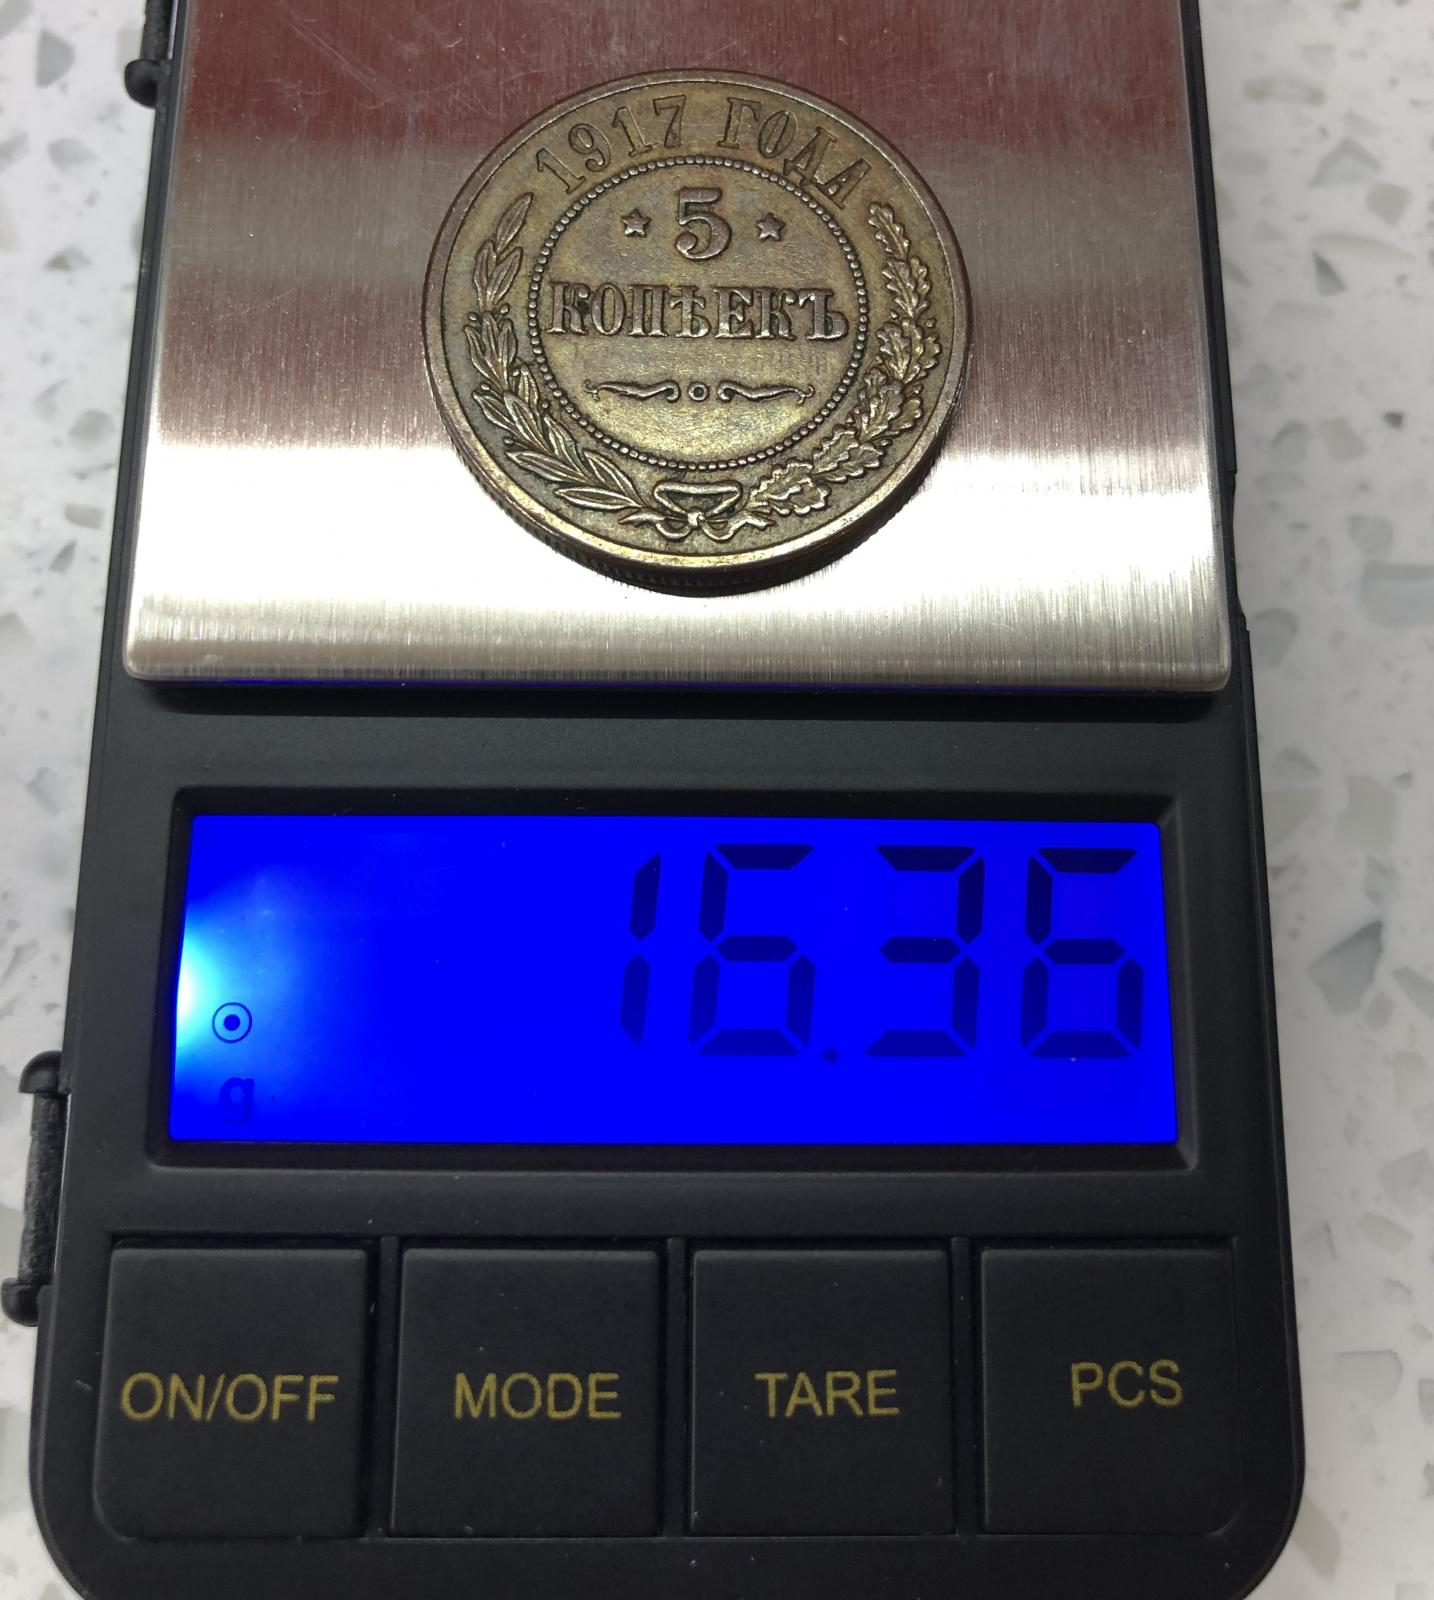 1917 ГОДА
5
КОПѢЕКЪ
16.36
g
ON/OFF MODE TARE PCS